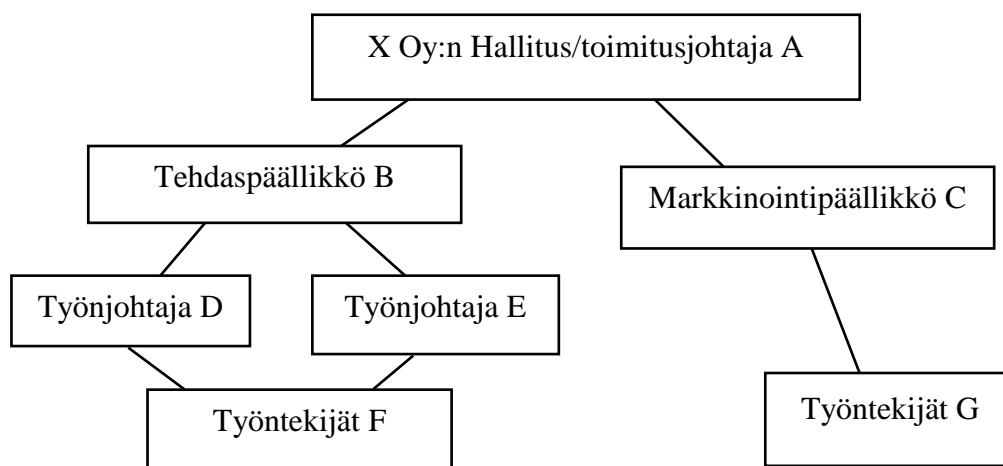 X Oy:n Hallitus/toimitusjohtaja A
Tehdaspäällikkö B
Markkinointipäällikkö C
Työnjohtaja D
Työnjohtaja E
Työntekijät F
Työntekijät G